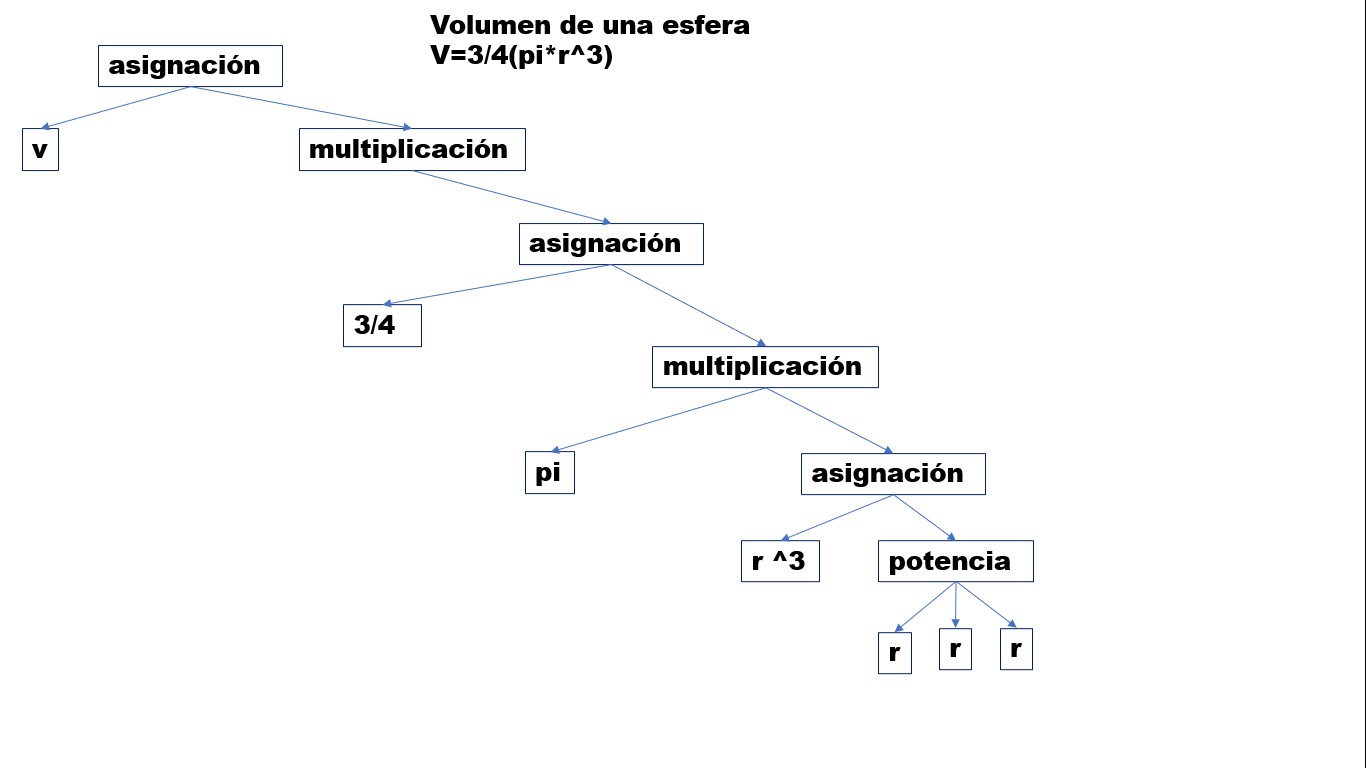 Volumen de una esfera
V=3/4(pi*r^3)
asignación
v
multiplicación
asignación
3/4
multiplicación
pi
asignación
r ^3
potencia
r
r
r